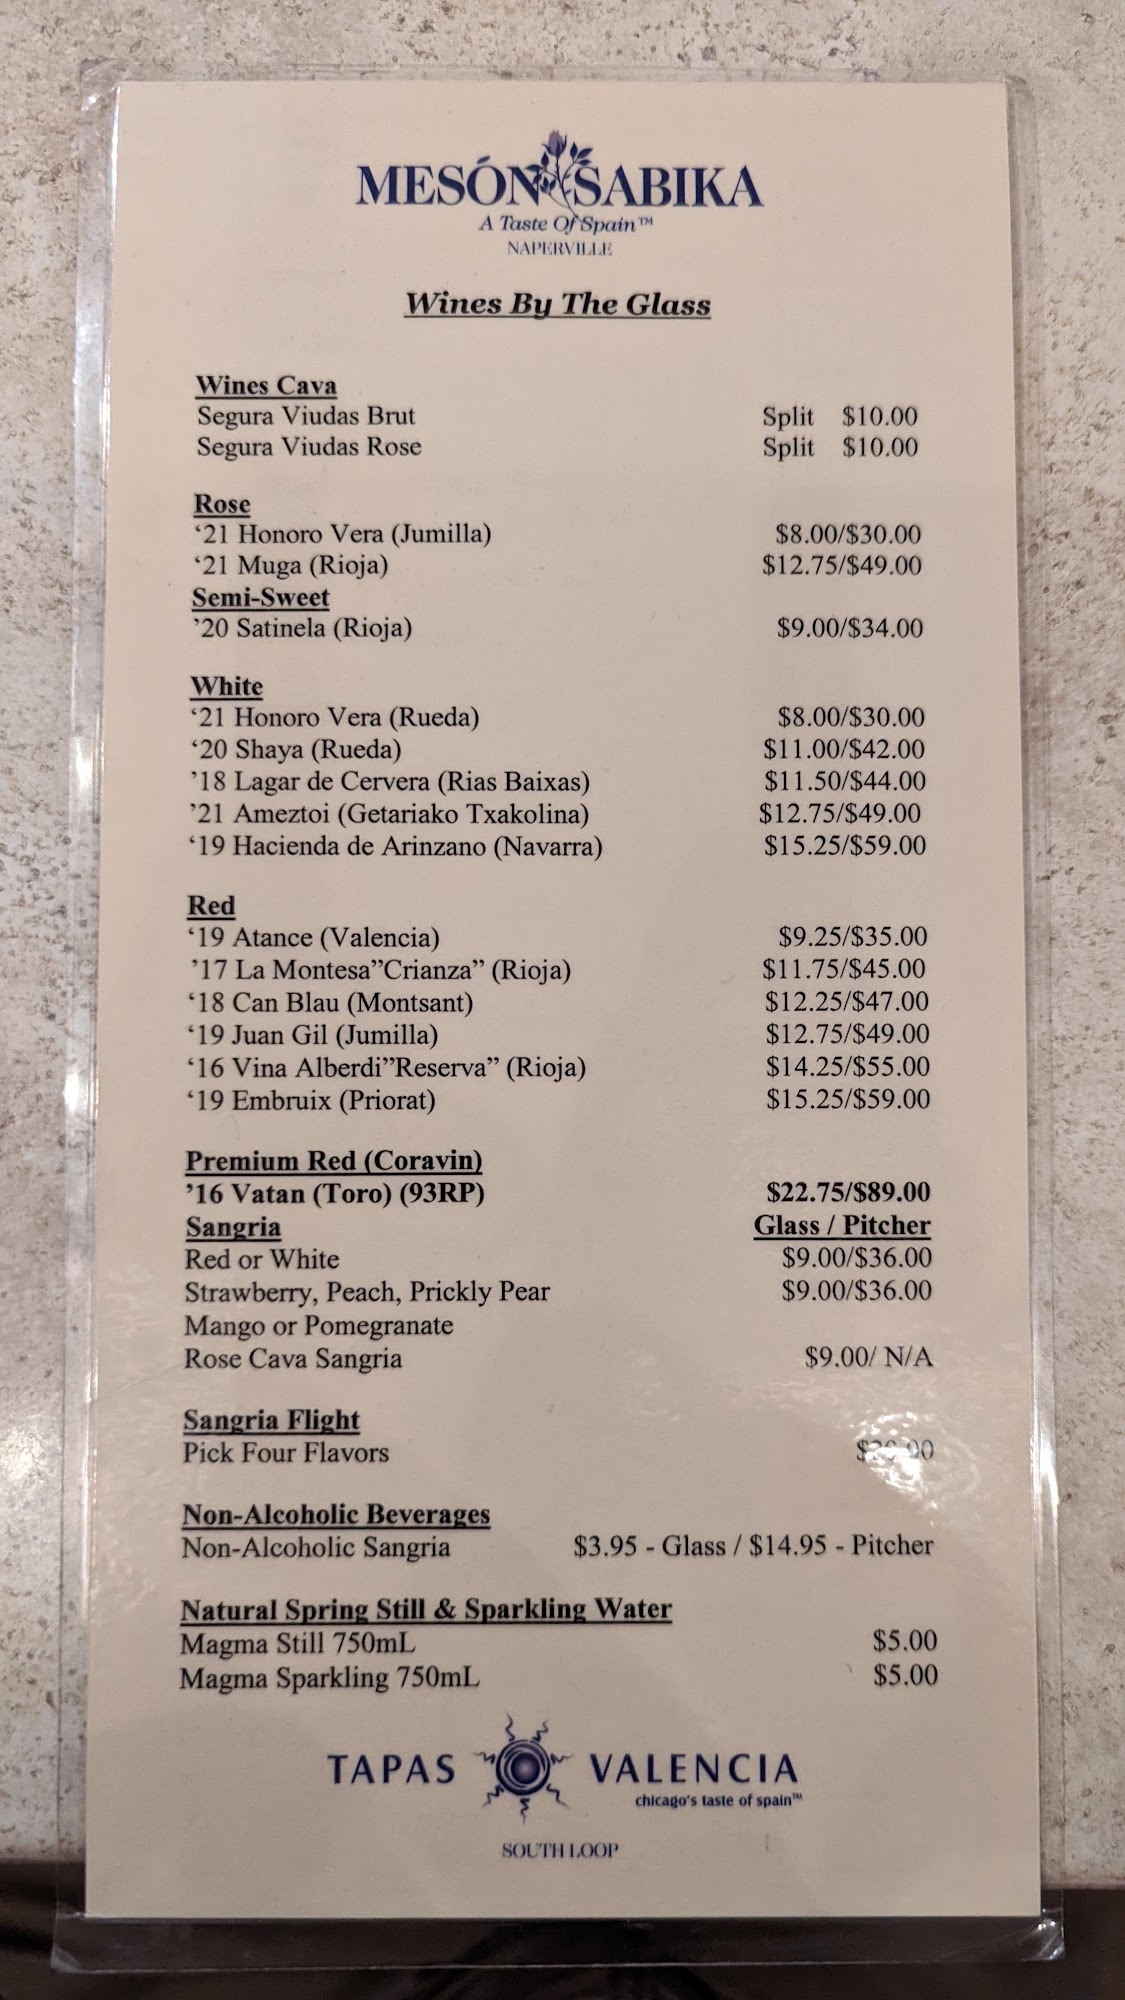 MESÓN SABIKA
A Taste Of Spain™
NAPERVILLE
Wines By The Glass
Wines Cava
Segura Viudas Brut Split $10.00
Segura Viudas Rose Split $10.00
Rose
‘21 Honoro Vera (Jumilla) $8.00/$30.00
‘21 Muga (Rioja) $12.75/$49.00
Semi-Sweet
’20 Satinela (Rioja) $9.00/$34.00
White
‘21 Honoro Vera (Rueda) $8.00/$30.00
‘20 Shaya (Rueda) $11.00/$42.00
’18 Lagar de Cervera (Rias Baixas) $11.50/$44.00
’21 Ameztoi (Getariako Txakolina) $12.75/$49.00
‘19 Hacienda de Arinzano (Navarra) $15.25/$59.00
Red
‘19 Atance (Valencia) $9.25/$35.00
’17 La Montesa”Crianza” (Rioja) $11.75/$45.00
‘18 Can Blau (Montsant) $12.25/$47.00
‘19 Juan Gil (Jumilla) $12.75/$49.00
‘16 Vina Alberdi”Reserva” (Rioja) $14.25/$55.00
‘19 Embruix (Priorat) $15.25/$59.00
Premium Red (Coravin)
’16 Vatan (Toro) (93RP) $22.75/$89.00
Sangria Glass / Pitcher
Red or White $9.00/$36.00
Strawberry, Peach, Prickly Pear $9.00/$36.00
Mango or Pomegranate
Rose Cava Sangria $9.00/ N/A
Sangria Flight
Pick Four Flavors
Non-Alcoholic Beverages
Non-Alcoholic Sangria $3.95 - Glass / $14.95 - Pitcher
Natural Spring Still & Sparkling Water
Magma Still 750mL $5.00
Magma Sparkling 750mL $5.00
TAPAS VALENCIA
chicago's taste of spain™
SOUTH LOOP